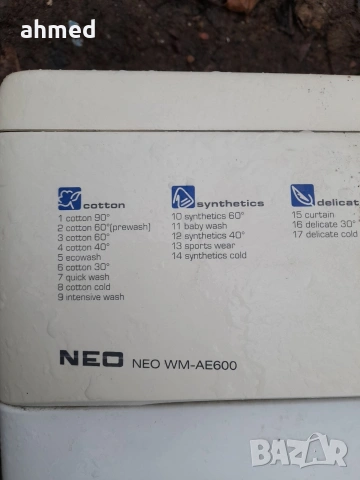 ahmed
cotton
1 cotton 90°
2 cotton 60°(prewash)
3 cotton 60°
4 cotton 40°
5 ecowash
6 cotton 30°
7 quick wash
8 cotton cold
9 intensive wash
synthetics
10 synthetics 60°
11 baby wash
12 synthetics 40°
13 sports wear
14 synthetics cold
delicat
15 curtain
16 delicate 30°
17 delicate cold
NEO NEO WM-AE600
BAZAR